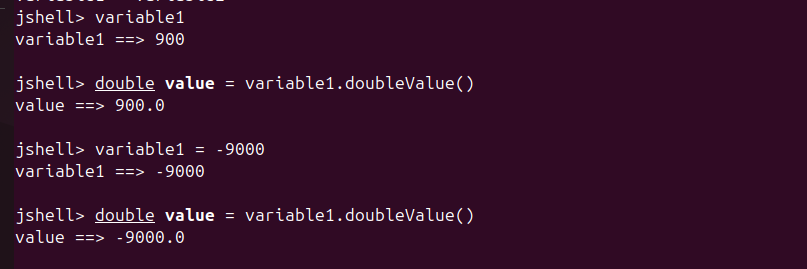 jshell> variable1
variable1 ==> 900
jshell> double value = variable1.doubleValue()
value ==> 900.0
jshell> variable1 = -9000
variable1 ==> -9000
jshell> double value = variable1.doubleValue()
value ==> -9000.0